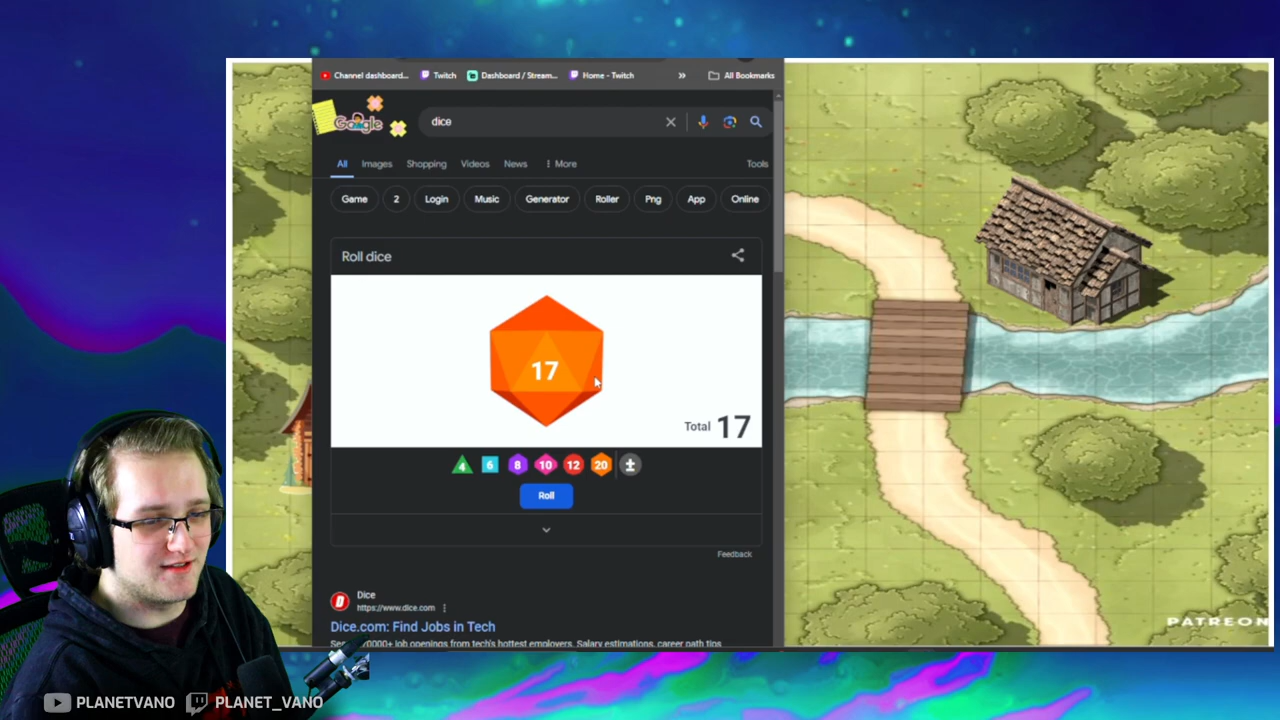 Channel dashboard...
Twitch
Dashboard / Stream...
Home - Twitch
»
All Bookmarks
Google
dice
All
Images
Shopping
Videos
News
More
Tools
Game
2
Login
Music
Generator
Roller
Png
App
Online
Roll dice
17
Total 17
4
6
8
10
12
20
±
Roll
Feedback
D
Dice
https://www.dice.com
Dice.com: Find Jobs in Tech
job openings from tech's hottest employers. Salary estimations, career path tips
PATREON
PLANETVANO
PLANET_VANO